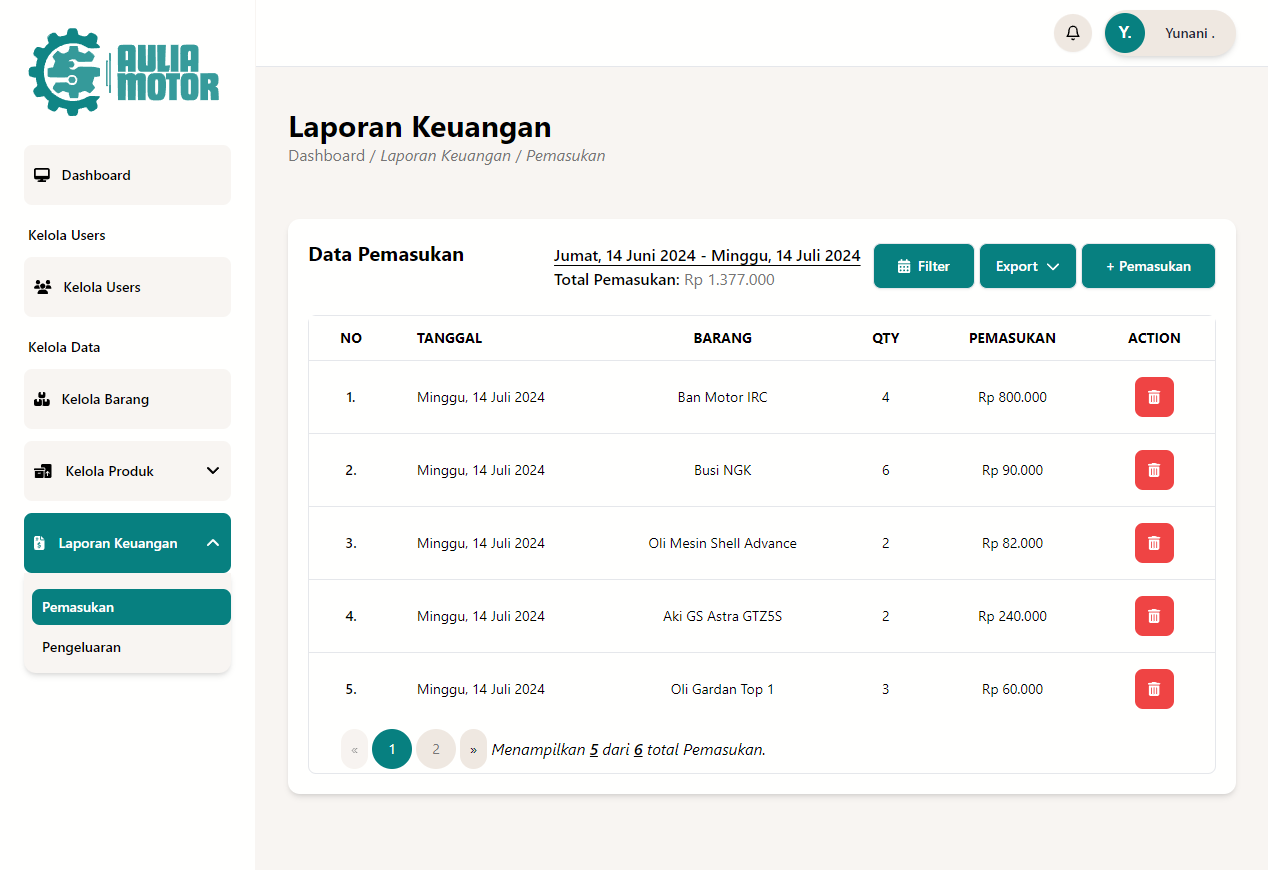 AULIA
MOTOR
Y.
Yunani .
Dashboard
Kelola Users
Kelola Users
Kelola Data
Kelola Barang
Kelola Produk
Laporan Keuangan
Pemasukan
Pengeluaran
Laporan Keuangan
Dashboard / Laporan Keuangan / Pemasukan
Data Pemasukan
Jumat, 14 Juni 2024 - Minggu, 14 Juli 2024
Total Pemasukan: Rp 1.377.000
Filter
Export
+ Pemasukan
NO TANGGAL BARANG QTY PEMASUKAN ACTION
1. Minggu, 14 Juli 2024 Ban Motor IRC 4 Rp 800.000
2. Minggu, 14 Juli 2024 Busi NGK 6 Rp 90.000
3. Minggu, 14 Juli 2024 Oli Mesin Shell Advance 2 Rp 82.000
4. Minggu, 14 Juli 2024 Aki GS Astra GTZ5S 2 Rp 240.000
5. Minggu, 14 Juli 2024 Oli Gardan Top 1 3 Rp 60.000
« 1 2 » Menampilkan 5 dari 6 total Pemasukan.